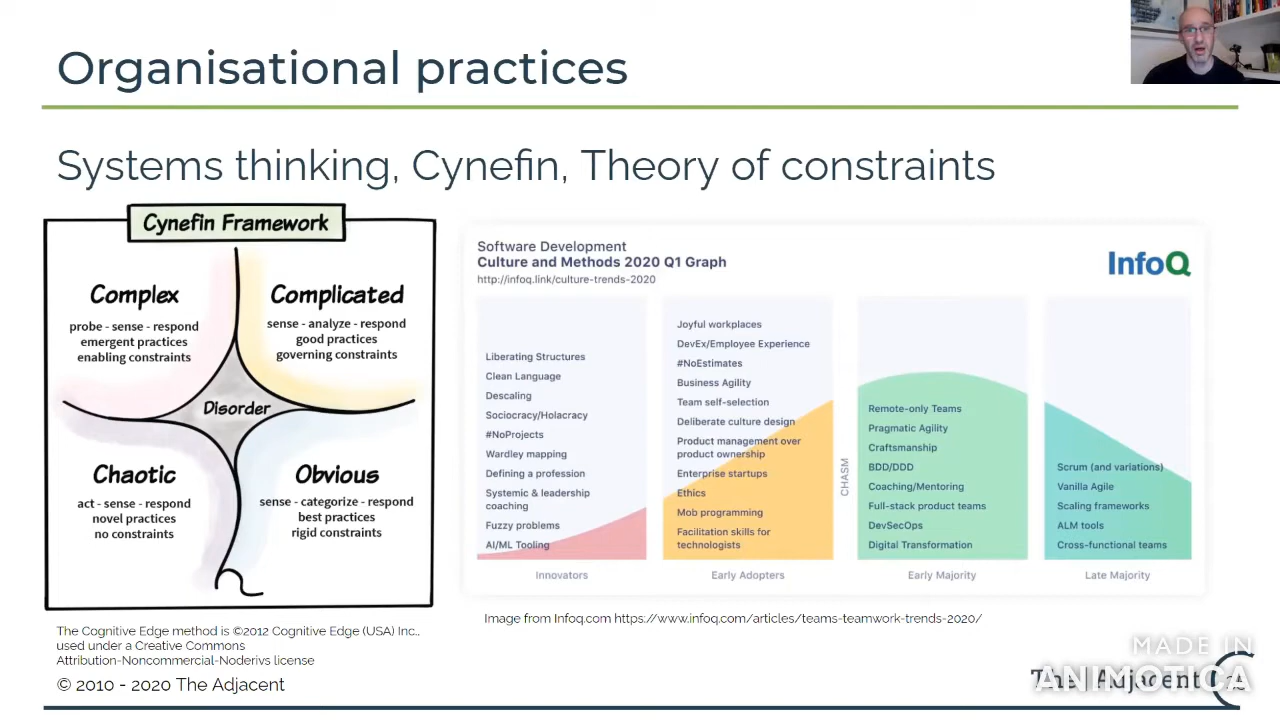 Organisational practices
Systems thinking, Cynefin, Theory of constraints
Cynefin Framework
Complex
probe - sense - respond
emergent practices
enabling constraints
Complicated
sense - analyze - respond
good practices
governing constraints
Disorder
Chaotic
act - sense - respond
novel practices
no constraints
Obvious
sense - categorize - respond
best practices
rigid constraints
The Cognitive Edge method is ©2012 Cognitive Edge (USA) Inc.,
used under a Creative Commons
Attribution-Noncommercial-Noderivs license
© 2010 - 2020 The Adjacent
Software Development
Culture and Methods 2020 Q1 Graph
http://infoq.link/culture-trends-2020
InfoQ
Liberating Structures
Clean Language
Descaling
Sociocracy/Holacracy
#NoProjects
Wardley mapping
Defining a profession
Systemic & leadership
coaching
Fuzzy problems
AI/ML Tooling
Innovators
Joyful workplaces
DevEx/Employee Experience
#NoEstimates
Business Agility
Team self-selection
Deliberate culture design
Product management over
product ownership
Enterprise startups
Ethics
Mob programming
Facilitation skills for
technologists
Early Adopters
CHASM
Remote-only Teams
Pragmatic Agility
Craftsmanship
BDD/DDD
Coaching/Mentoring
Full-stack product teams
DevSecOps
Digital Transformation
Early Majority
Scrum (and variations)
Vanilla Agile
Scaling frameworks
ALM tools
Cross-functional teams
Late Majority
Image from Infoq.com https://www.infoq.com/articles/teams-teamwork-trends-2020/
MADE IN
ANIMOTICA
The Adjacent